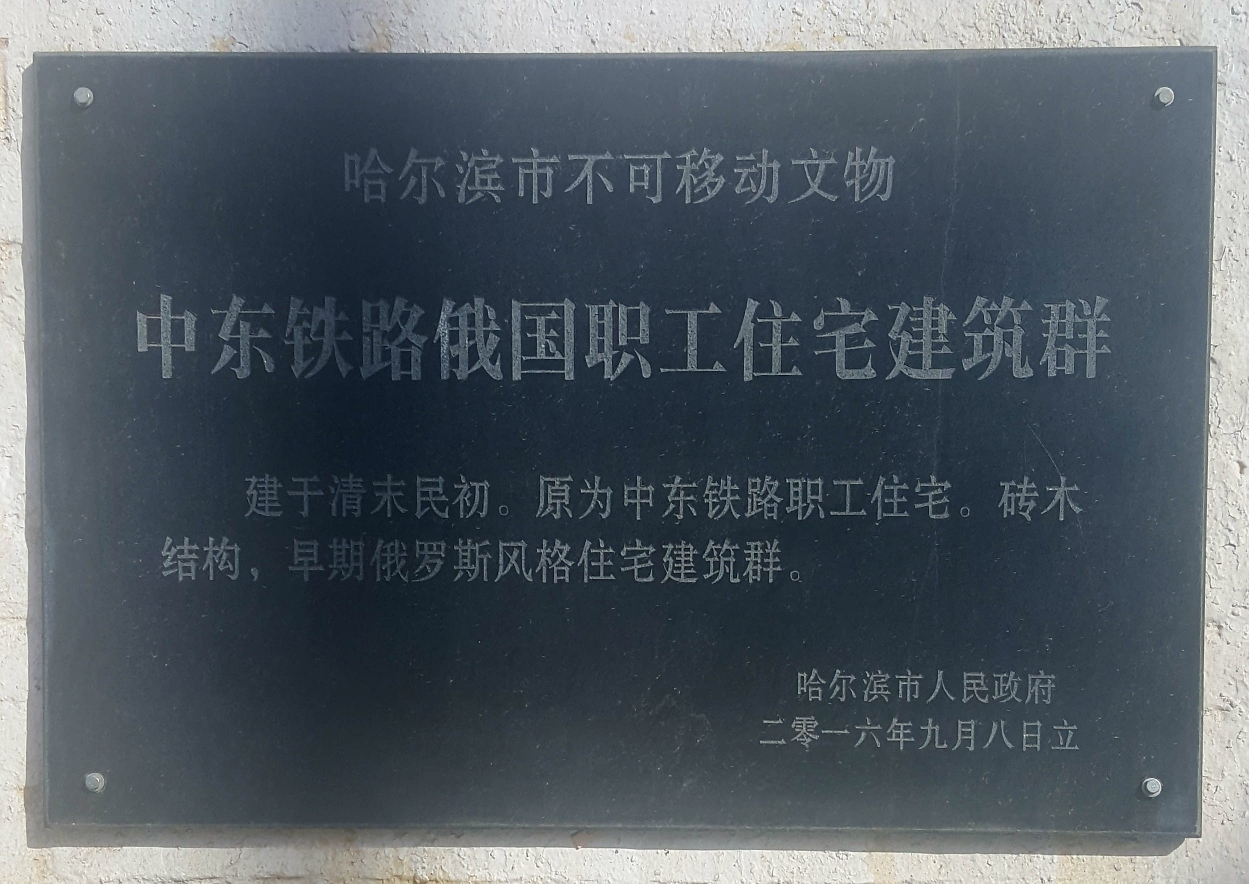 哈尔滨市不可移动文物
中东铁路俄国职工住宅建筑群
建于清末民初。原为中东铁路职工住宅。砖木
结构，早期俄罗斯风格住宅建筑群。
哈尔滨市人民政府
二零一六年九月八日立